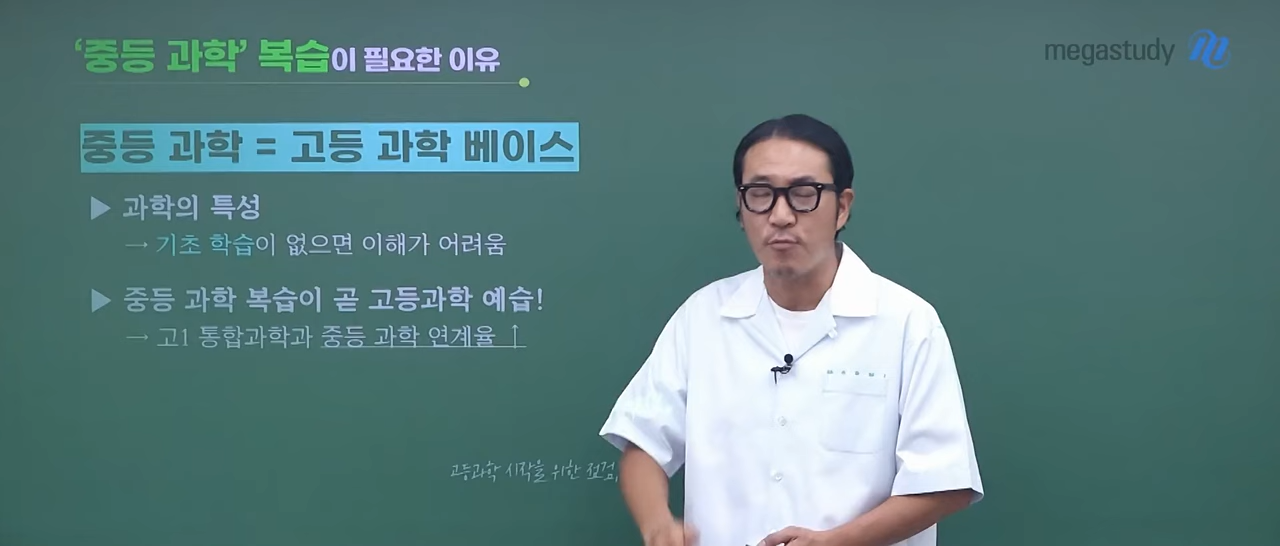 '중등 과학' 복습이 필요한 이유
megastudy
중등 과학 = 고등 과학 베이스
▶ 과학의 특성
→ 기초 학습이 없으면 이해가 어려움
▶ 중등 과학 복습이 곧 고등과학 예습!
→ 고1 통합과학과 중등 과학 연계율 ↑
고등과학 시작을 위한 점검,